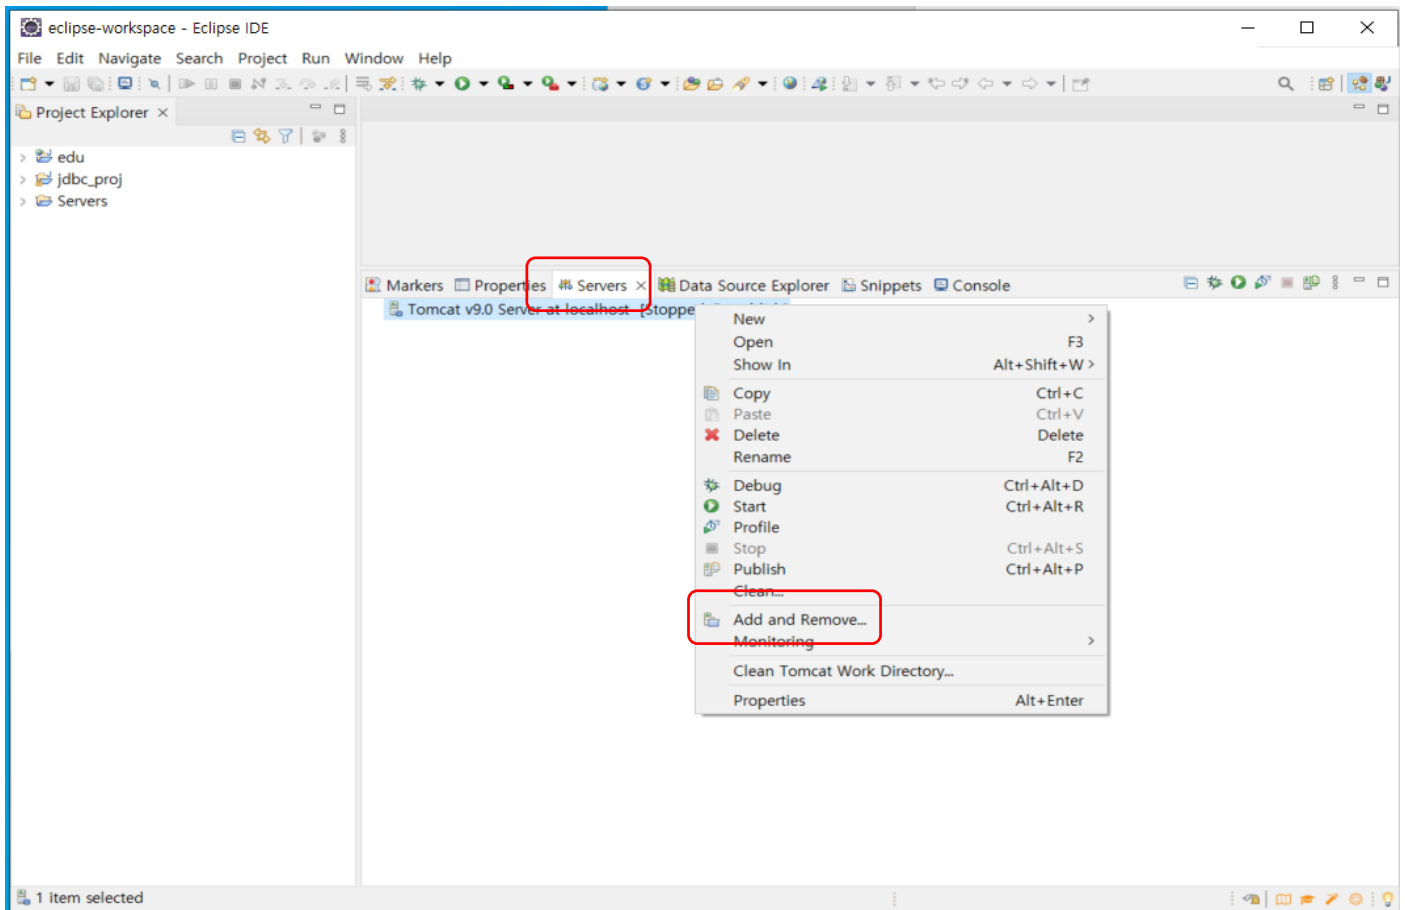 eclipse-workspace - Eclipse IDE
File Edit Navigate Search Project Run Window Help
Project Explorer
edu
jdbc_proj
Servers
Markers Properties Servers Data Source Explorer Snippets Console
Tomcat v9.0 Server at localhost [Stoppe
New
Open F3
Show In Alt+Shift+W
Copy Ctrl+C
Paste Ctrl+V
Delete Delete
Rename F2
Debug Ctrl+Alt+D
Start Ctrl+Alt+R
Profile
Stop Ctrl+Alt+S
Publish Ctrl+Alt+P
Clean...
Add and Remove...
Monitoring
Clean Tomcat Work Directory...
Properties Alt+Enter
1 item selected